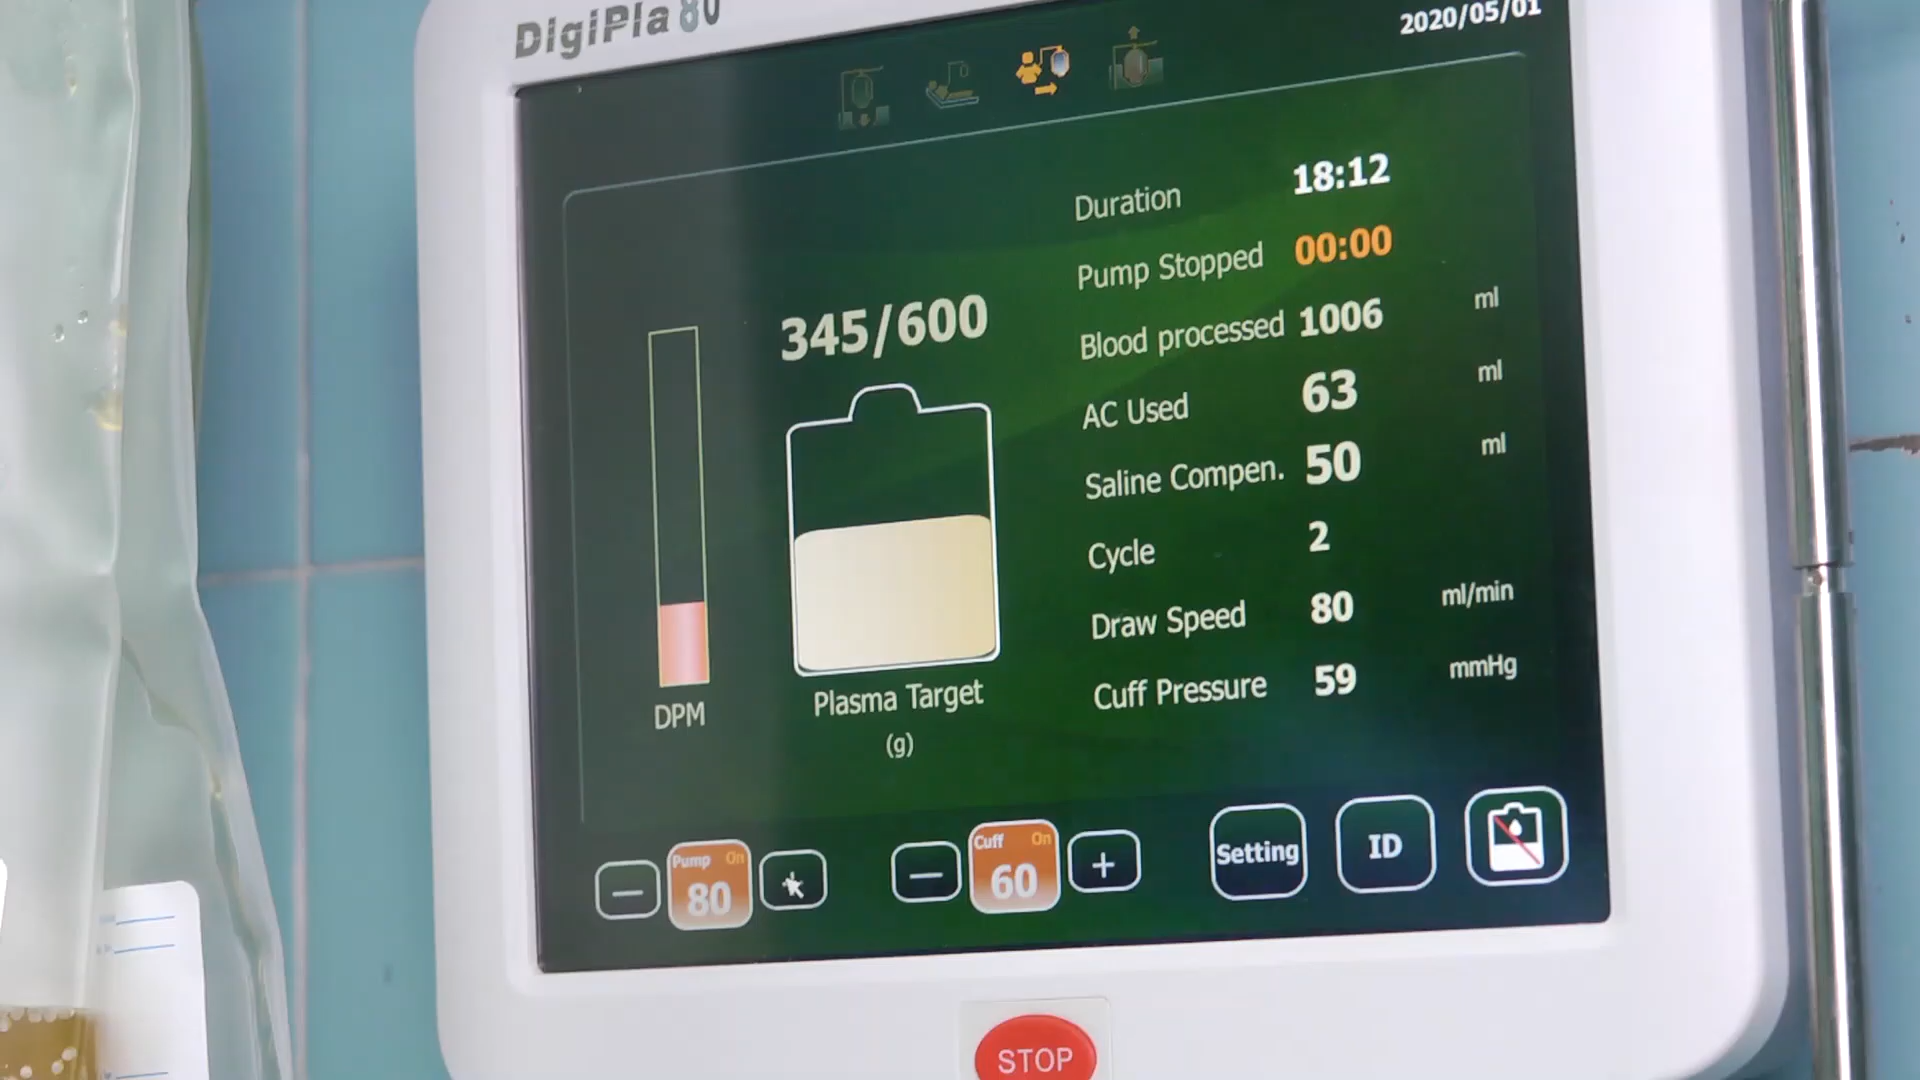 DigiPla 80
2020/05/01
Duration 18:12
Pump Stopped 00:00
Blood processed 1006 ml
AC Used 63 ml
Saline Compen. 50 ml
Cycle 2
Draw Speed 80 ml/min
Cuff Pressure 59 mmHg
345/600
DPM
Plasma Target
(g)
Pump On
80
Cuff On
60
+
Setting
ID
STOP